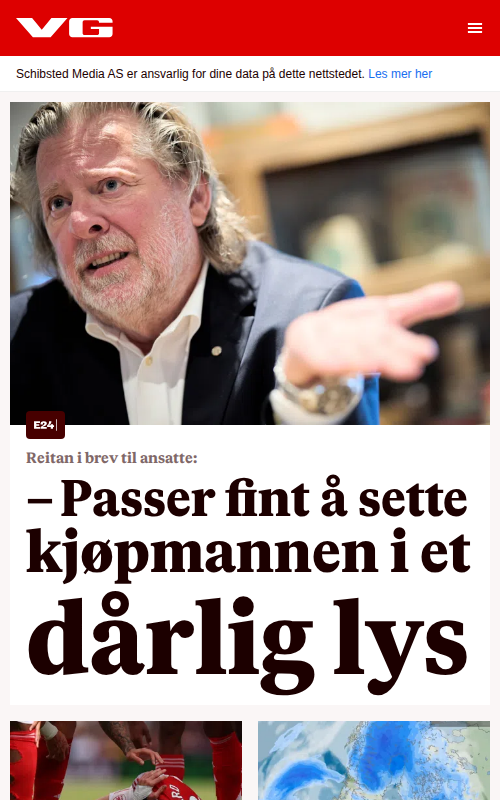 VG
Schibsted Media AS er ansvarlig for dine data på dette nettstedet. Les mer her
E24
Reitan i brev til ansatte:
– Passer fint å sette
kjøpmannen i et
dårlig lys